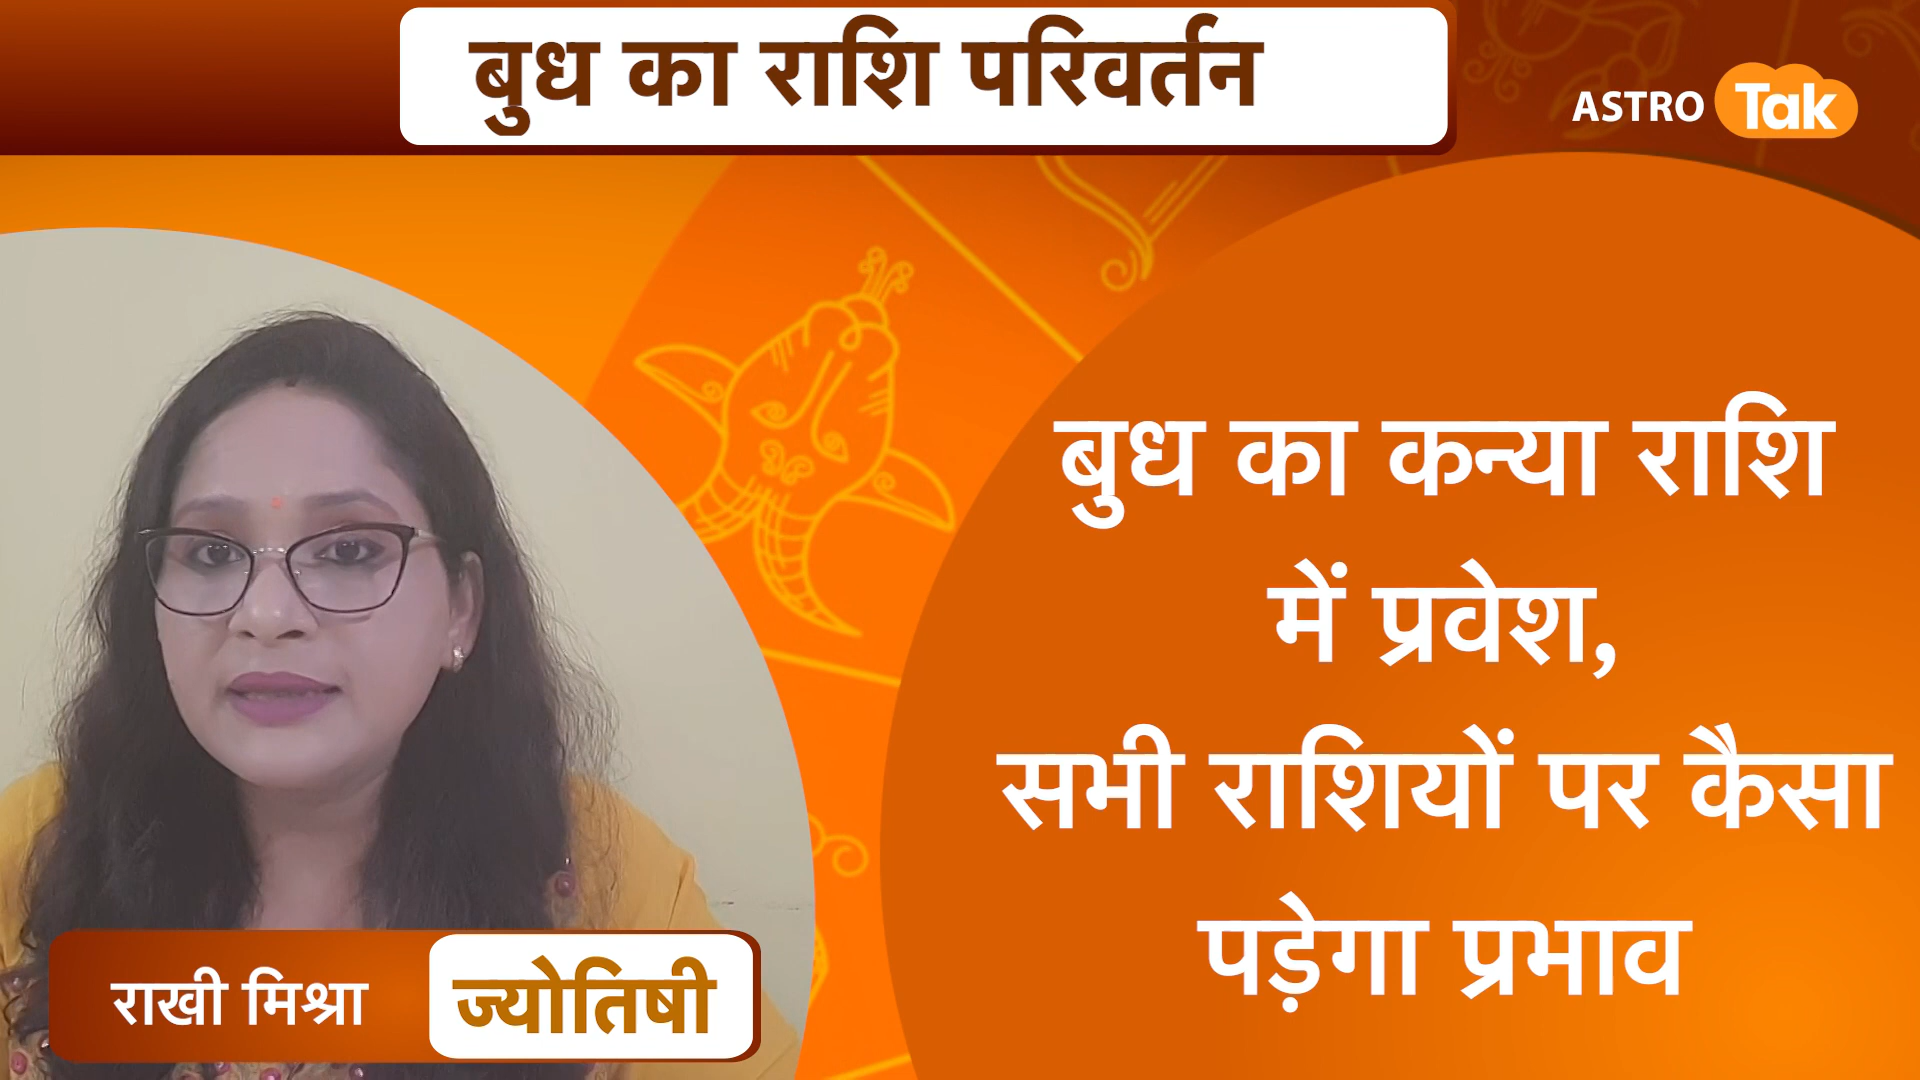 बुध का राशि परिवर्तन
ASTRO Tak
बुध का कन्या राशि
में प्रवेश,
सभी राशियों पर कैसा
पड़ेगा प्रभाव
राखी मिश्रा
ज्योतिषी